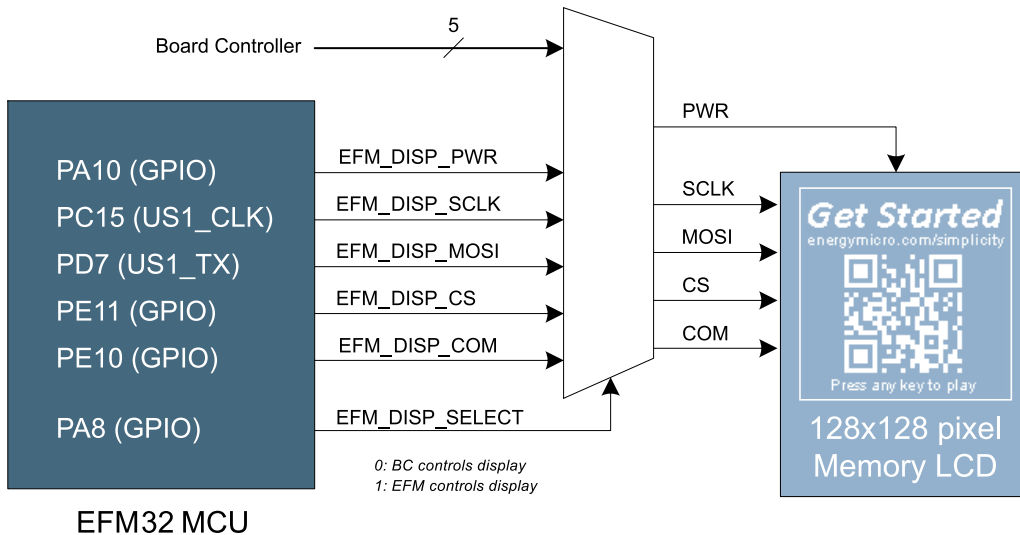 Board Controller
5
PA10 (GPIO)
PC15 (US1_CLK)
PD7 (US1_TX)
PE11 (GPIO)
PE10 (GPIO)
PA8 (GPIO)
EFM32 MCU
EFM_DISP_PWR
EFM_DISP_SCLK
EFM_DISP_MOSI
EFM_DISP_CS
EFM_DISP_COM
EFM_DISP_SELECT
0: BC controls display
1: EFM controls display
PWR
SCLK
MOSI
CS
COM
Get Started
energymicro.com/simplicity
Press any key to play
128x128 pixel
Memory LCD